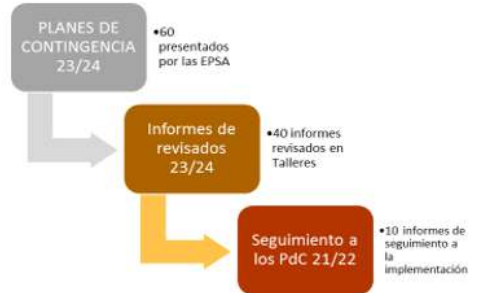 PLANES DE
CONTINGENCIA
23/24
•60
presentados
por las EPSA
Informes de
revisados
23/24
•40 informes
revisados en
Talleres
Seguimiento a
los PdC 21/22
•10 informes de
seguimiento a
la
implementación